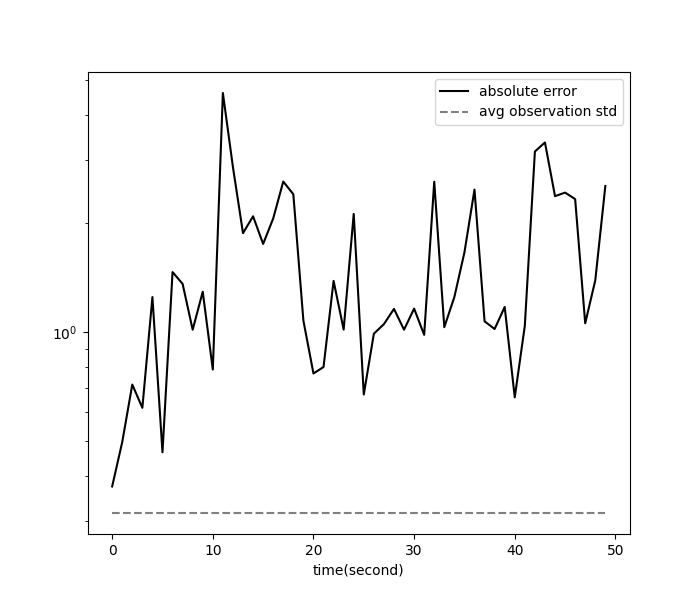 absolute error
avg observation std
10⁰
0 10 20 30 40 50
time(second)